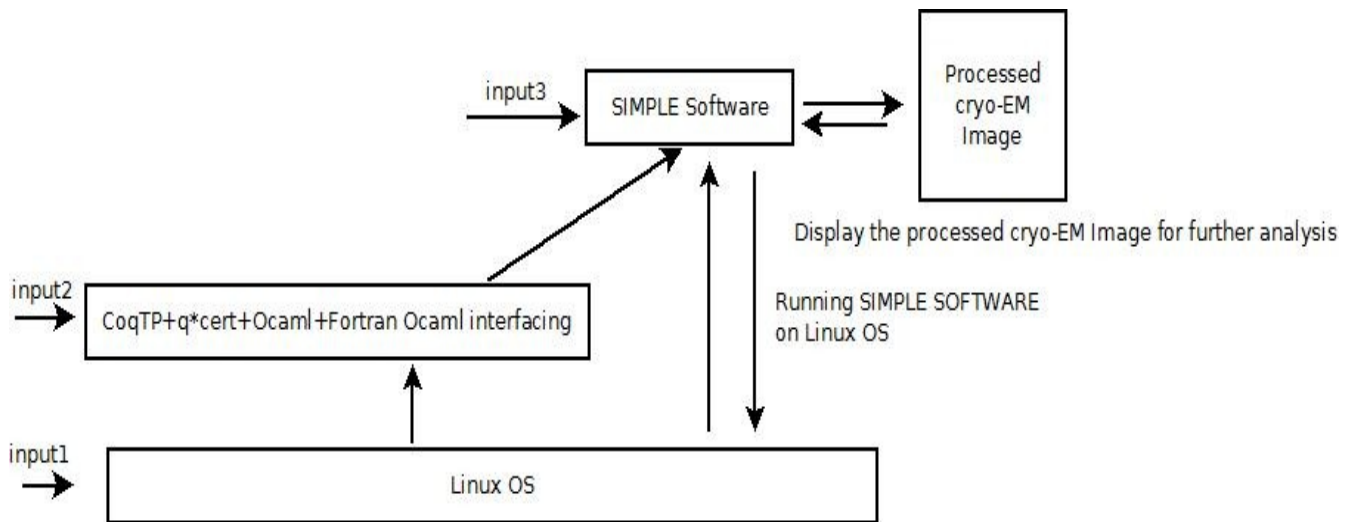 Processed
cryo-EM
Image
input3
SIMPLE Software
Display the processed cryo-EM Image for further analysis
input2
CoqTP+q*cert+Ocaml+Fortran Ocaml interfacing
Running SIMPLE SOFTWARE
on Linux OS
input1
Linux OS